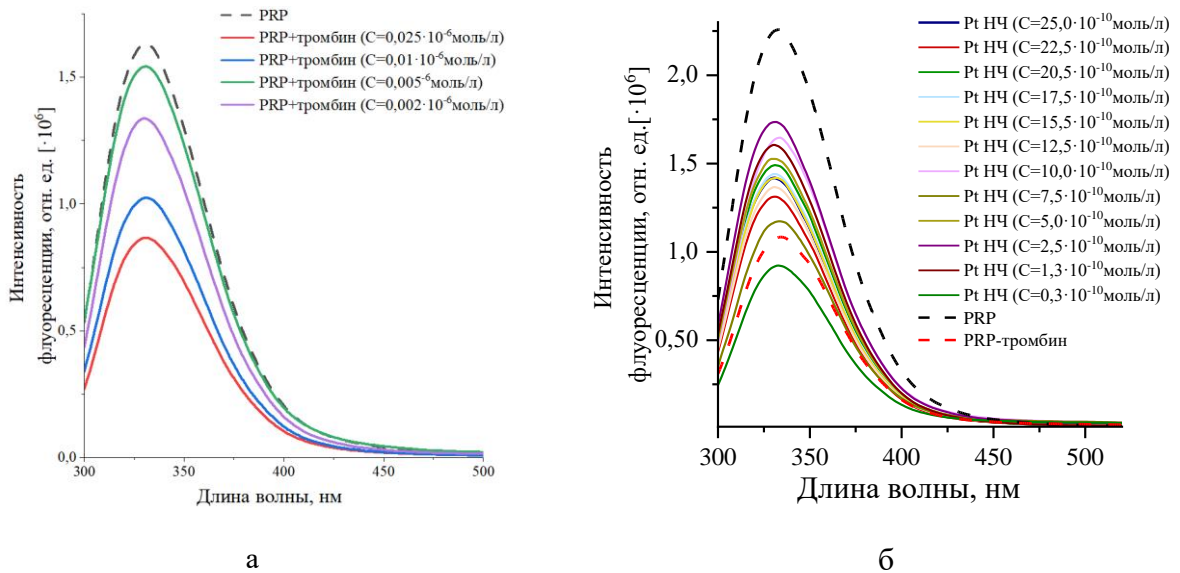 PRP
PRP+тромбин (С=0,025·10⁻⁶моль/л)
PRP+тромбин (С=0,01·10⁻⁶моль/л)
PRP+тромбин (С=0,005⁻⁶моль/л)
PRP+тромбин (С=0,002·10⁻⁶моль/л)
Интенсивность
флуоресценции, отн. ед.[·10⁶]
1,5
1,0
0,5
0,0
300
350
400
450
500
Длина волны, нм
а
Pt НЧ (С=25,0·10⁻¹⁰моль/л)
Pt НЧ (С=22,5·10⁻¹⁰моль/л)
Pt НЧ (С=20,5·10⁻¹⁰моль/л)
Pt НЧ (С=17,5·10⁻¹⁰моль/л)
Pt НЧ (С=15,5·10⁻¹⁰моль/л)
Pt НЧ (С=12,5·10⁻¹⁰моль/л)
Pt НЧ (С=10,0·10⁻¹⁰моль/л)
Pt НЧ (С=7,5·10⁻¹⁰моль/л)
Pt НЧ (С=5,0·10⁻¹⁰моль/л)
Pt НЧ (С=2,5·10⁻¹⁰моль/л)
Pt НЧ (С=1,3·10⁻¹⁰моль/л)
Pt НЧ (С=0,3·10⁻¹⁰моль/л)
PRP
PRP-тромбин
Интенсивность
флуоресценции, отн. ед.[·10⁶]
2,0
1,5
1,0
0,50
300
350
400
450
500
Длина волны, нм
б